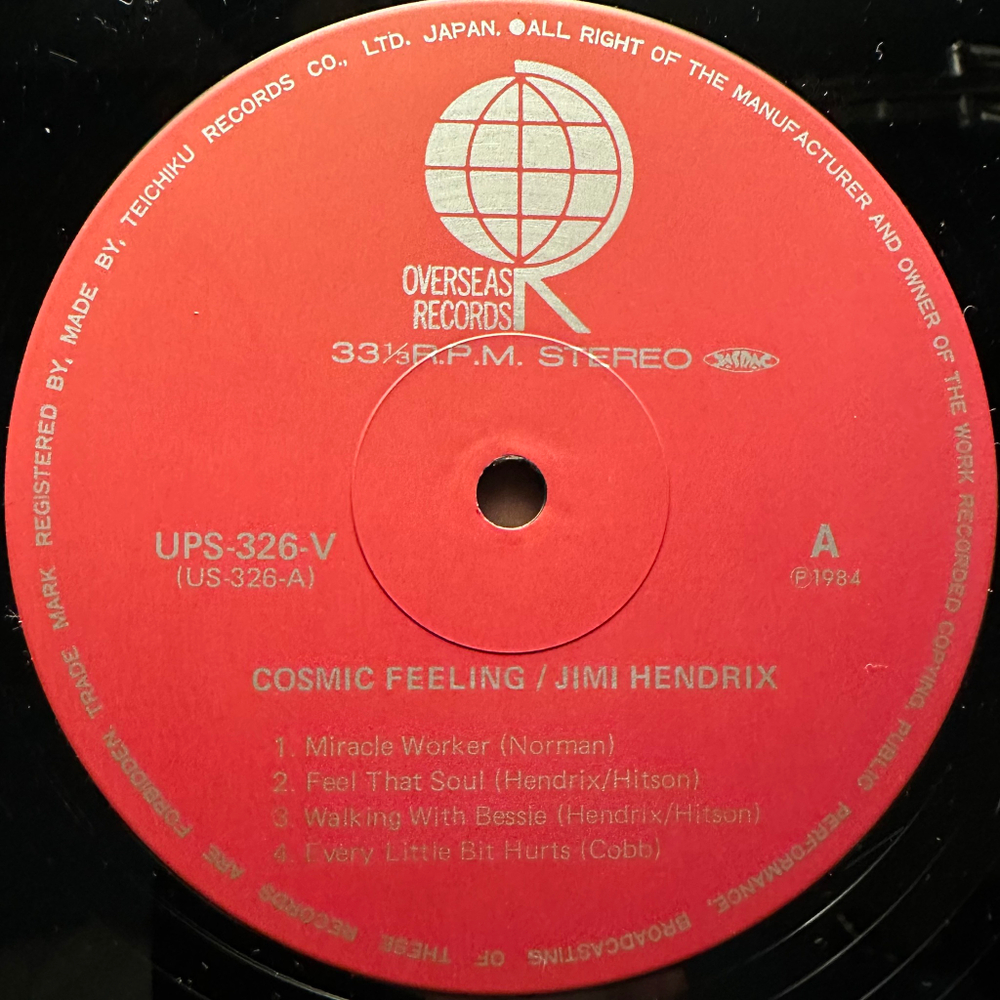 TRADE MARK REGISTERED BY, MADE BY, TEICHIKU RECORDS CO., LTD. JAPAN. ●ALL RIGHT OF THE MANUFACTURER AND OWNER OF THE WORK RECORDED COPYING, PUBLIC PERFORMANCE, BROADCASTING OF THESE RECORDS ARE FORBIDDEN.
OVERSEAS
RECORDS
33⅓R.P.M. STEREO JASRAC
UPS-326-V
(US-326-A)
A
Ⓟ1984
COSMIC FEELING / JIMI HENDRIX
1. Miracle Worker (Norman)
2. Feel That Soul (Hendrix/Hitson)
3. Walking With Bessie (Hendrix/Hitson)
4. Every Little Bit Hurts (Cobb)